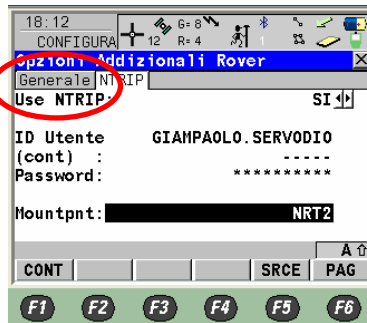 18:12
CONFIGURA
12
G= 8
R= 4
1
Opzioni Addizionali Rover
Generale NTRIP
Use NTRIP: SI
ID Utente GIAMPAOLO.SERVODIO
(cont) : -----
Password: **********
Mountpnt: NRT2
A
CONT SRCE PAG
F1 F2 F3 F4 F5 F6